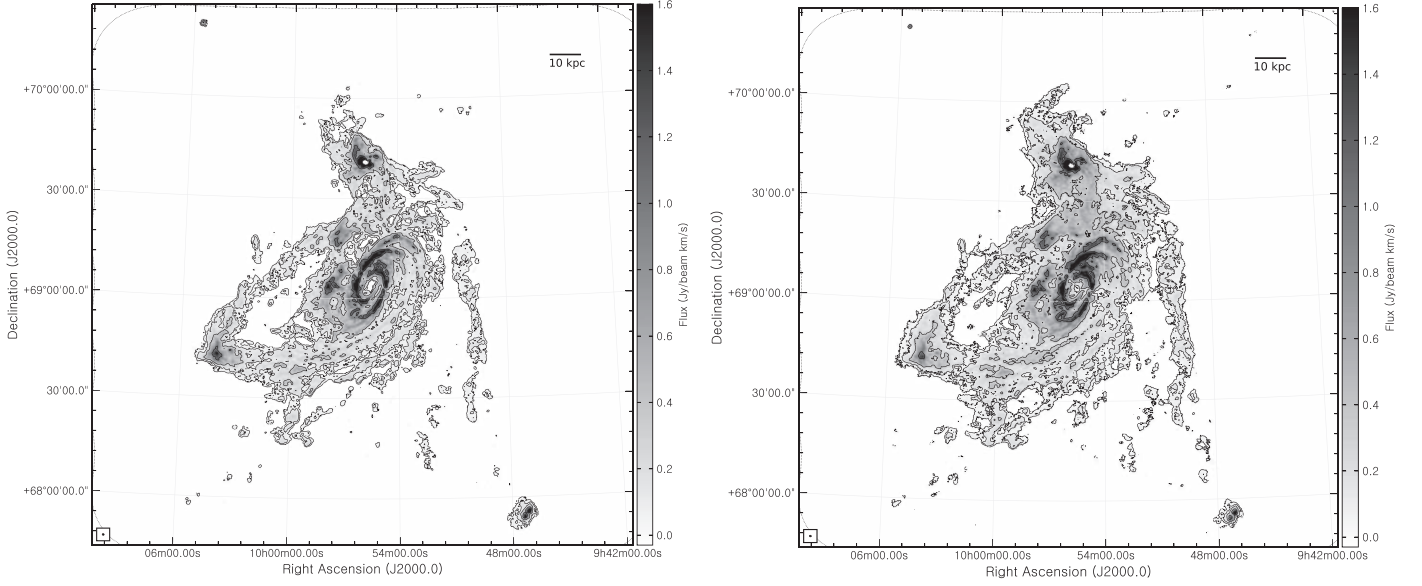 10 kpc
+70°00'00.0"
30'00.0"
+69°00'00.0"
30'00.0"
+68°00'00.0"
Declination (J2000.0)
06m00.00s
10h00m00.00s
54m00.00s
48m00.00s
9h42m00.00s
Right Ascension (J2000.0)
1.6
1.4
1.2
1.0
0.8
0.6
0.4
0.2
0.0
Flux (Jy/beam km/s)
10 kpc
+70°00'00.0"
30'00.0"
+69°00'00.0"
30'00.0"
+68°00'00.0"
Declination (J2000.0)
06m00.00s
10h00m00.00s
54m00.00s
48m00.00s
9h42m00.00s
Right Ascension (J2000.0)
1.6
1.4
1.2
1.0
0.8
0.6
0.4
0.2
0.0
Flux (Jy/beam km/s)